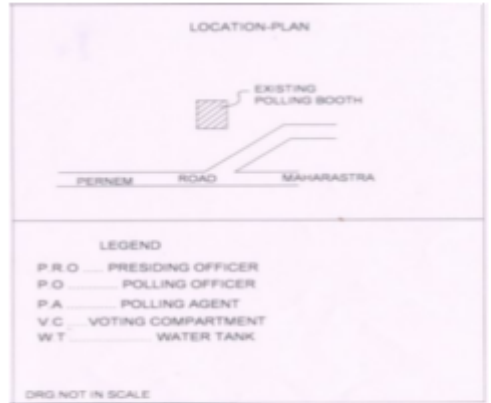 LOCATION-PLAN
EXISTING
POLLING BOOTH
PERNEM ROAD MAHARASTRA
LEGEND
P.R.O ..... PRESIDING OFFICER
P.O .............. POLLING OFFICER
P.A .............. POLLING AGENT
V.C .... VOTING COMPARTMENT
W.T ...................... WATER TANK
DRG.NOT IN SCALE